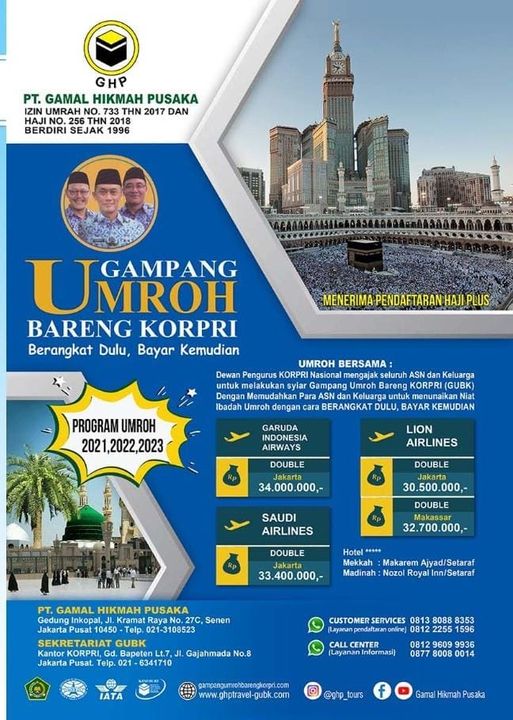 GHP
PT. GAMAL HIKMAH PUSAKA
IZIN UMRAH NO. 733 THN 2017 DAN
HAJI NO. 256 THN 2018
BERDIRI SEJAK 1996
GAMPANG
UMROH
BARENG KORPRI
Berangkat Dulu, Bayar Kemudian
MENERIMA PENDAFTARAN HAJI PLUS
UMROH BERSAMA :
Dewan Pengurus KORPRI Nasional mengajak seluruh ASN dan Keluarga
untuk melakukan syiar Gampang Umroh Bareng KORPRI (GUBK)
Dengan Memudahkan Para ASN dan Keluarga untuk menunaikan Niat
Ibadah Umroh dengan cara BERANGKAT DULU, BAYAR KEMUDIAN
PROGRAM UMROH
2021,2022,2023
GARUDA
INDONESIA
AIRWAYS
DOUBLE
Rp
Jakarta
34.000.000,-
LION
AIRLINES
DOUBLE
Rp
Jakarta
30.500.000,-
DOUBLE
Rp
Makassar
32.700.000,-
SAUDI
AIRLINES
DOUBLE
Rp
Jakarta
33.400.000,-
Hotel *****
Mekkah : Makarem Ajyad/Setaraf
Madinah : Nozol Royal Inn/Setaraf
PT. GAMAL HIKMAH PUSAKA
Gedung Inkopal, Jl. Kramat Raya No. 27C, Senen
Jakarta Pusat 10450 - Telp. 021-3108523
SEKRETARIAT GUBK
Kantor KORPRI, Gd. Bapeten Lt.7, Jl. Gajahmada No.8
Jakarta Pusat. Telp. 021 - 6341710
CUSTOMER SERVICES 0813 8088 8353
(Layanan pendaftaran online) 0812 2255 1596
CALL CENTER 0812 9609 9936
(Layanan Informasi) 0877 8008 0014
IATA
gampangumrohbarengkorpri.com
www.ghptravel-gubk.com
@ghp_tours
Gamal Hikmah Pusaka